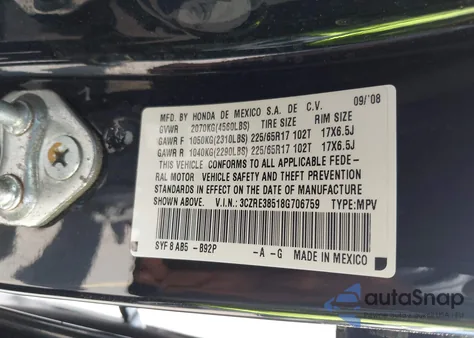 MFD. BY HONDA DE MEXICO S.A. DE C.V. 09/'08
GVWR 2070KG(4560LBS) TIRE SIZE RIM SIZE
GAWR F 1050KG(2310LBS) 225/65R17 102T 17X6.5J
GAWR R 1040KG(2290LBS) 225/65R17 102T 17X6.5J
THIS VEHICLE CONFORMS TO ALL APPLICABLE FEDE-
RAL MOTOR VEHICLE SAFETY AND THEFT PREVENTION
STANDARDS IN EFFECT ON THE DATE OF MANUFACTURE
SHOWN ABOVE. V.I.N.: 3CZRE38518G706759 TYPE:MPV
SYF 8 AB5 -B92P -A -G MADE IN MEXICO
autoSnap